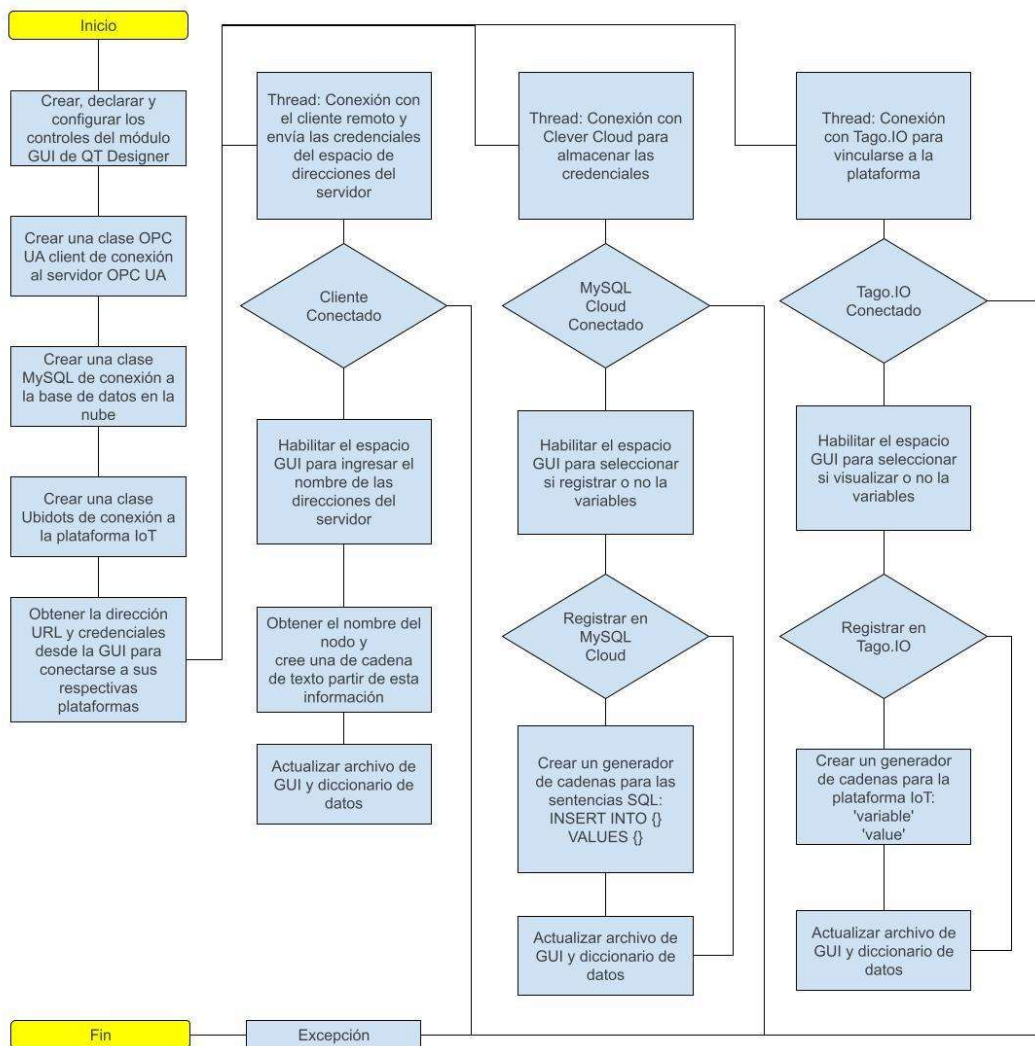 Inicio
Crear, declarar y
configurar los
controles del módulo
GUI de QT Designer
Crear una clase OPC
UA client de conexión
al servidor OPC UA
Crear una clase
MySQL de conexión a
la base de datos en la
nube
Crear una clase
Ubidots de conexión a
la plataforma IoT
Obtener la dirección
URL y credenciales
desde la GUI para
conectarse a sus
respectivas
plataformas
Thread: Conexión con
el cliente remoto y
envía las credenciales
del espacio de
direcciones del
servidor
Cliente
Conectado
Habilitar el espacio
GUI para ingresar el
nombre de las
direcciones del
servidor
Obtener el nombre del
nodo y
cree una de cadena
de texto partir de esta
información
Actualizar archivo de
GUI y diccionario de
datos
Thread: Conexión con
Clever Cloud para
almacenar las
credenciales
MySQL
Cloud
Conectado
Habilitar el espacio
GUI para seleccionar
si registrar o no la
variables
Registrar en
MySQL
Cloud
Crear un generador
de cadenas para las
sentencias SQL:
INSERT INTO {}
VALUES {}
Actualizar archivo de
GUI y diccionario de
datos
Thread: Conexión
con Tago.IO para
vincularse a la
plataforma
Tago.IO
Conectado
Habilitar el espacio
GUI para seleccionar
si visualizar o no la
variables
Registrar en
Tago.IO
Crear un generador
de cadenas para la
plataforma IoT:
'variable'
'value'
Actualizar archivo de
GUI y diccionario de
datos
Fin
Excepción